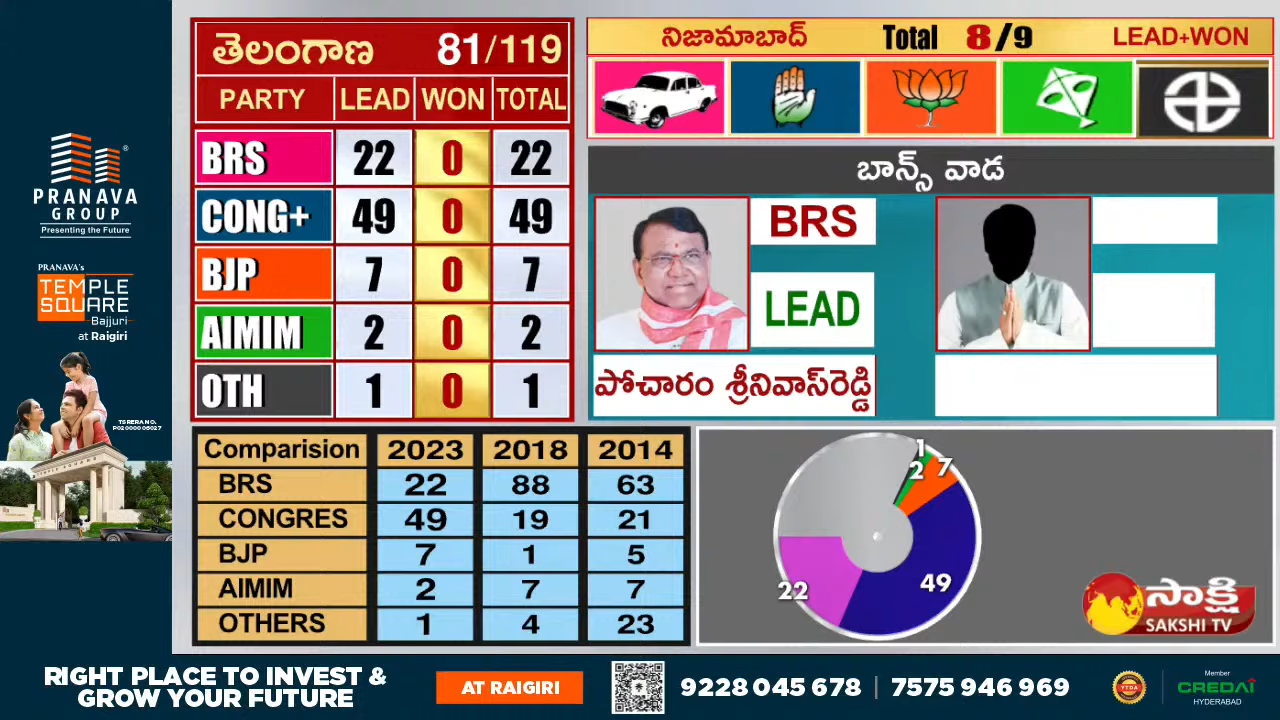 తెలంగాణ 81/119
PARTY LEAD WON TOTAL
BRS 22 0 22
CONG+ 49 0 49
BJP 7 0 7
AIMIM 2 0 2
OTH 1 0 1
నిజామాబాద్ Total 8/9 LEAD+WON
బాన్స్ వాడ
BRS
LEAD
పోచారం శ్రీనివాస్‌రెడ్డి
Comparision 2023 2018 2014
BRS 22 88 63
CONGRES 49 19 21
BJP 7 1 5
AIMIM 2 7 7
OTHERS 1 4 23
1
2 7
49
22
సాక్షి
SAKSHI TV
PRANAVA
GROUP
Presenting the Future
PRANAVA's
TEMPLE
SQUARE
Bajjuri
at Raigiri
TSRERA NO.
P02000005027
RIGHT PLACE TO INVEST &
GROW YOUR FUTURE
AT RAIGIRI
9228 045 678 | 7575 946 969
YTDA
Member
CREDAI
HYDERABAD